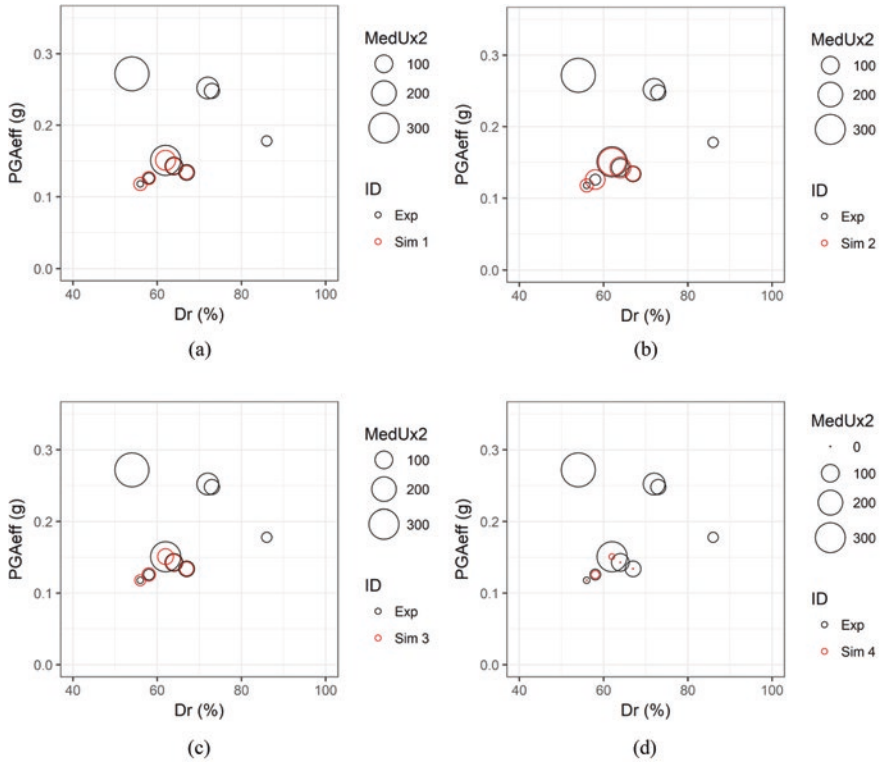 MedUx2
100
200
300
ID
Exp
Sim 1
PGAeff (g)
0.3
0.2
0.1
0.0
40 60 80 100
Dr (%)
(a)
MedUx2
100
200
300
ID
Exp
Sim 2
PGAeff (g)
0.3
0.2
0.1
0.0
40 60 80 100
Dr (%)
(b)
MedUx2
100
200
300
ID
Exp
Sim 3
PGAeff (g)
0.3
0.2
0.1
0.0
40 60 80 100
Dr (%)
(c)
MedUx2
0
100
200
300
ID
Exp
Sim 4
PGAeff (g)
0.3
0.2
0.1
0.0
40 60 80 100
Dr (%)
(d)